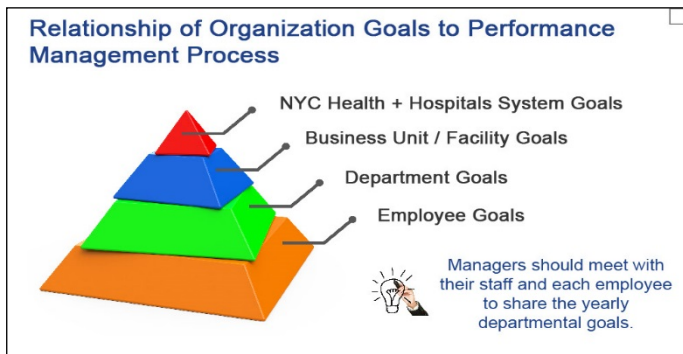 Relationship of Organization Goals to Performance
Management Process
NYC Health + Hospitals System Goals
Business Unit / Facility Goals
Department Goals
Employee Goals
Managers should meet with
their staff and each employee
to share the yearly
departmental goals.